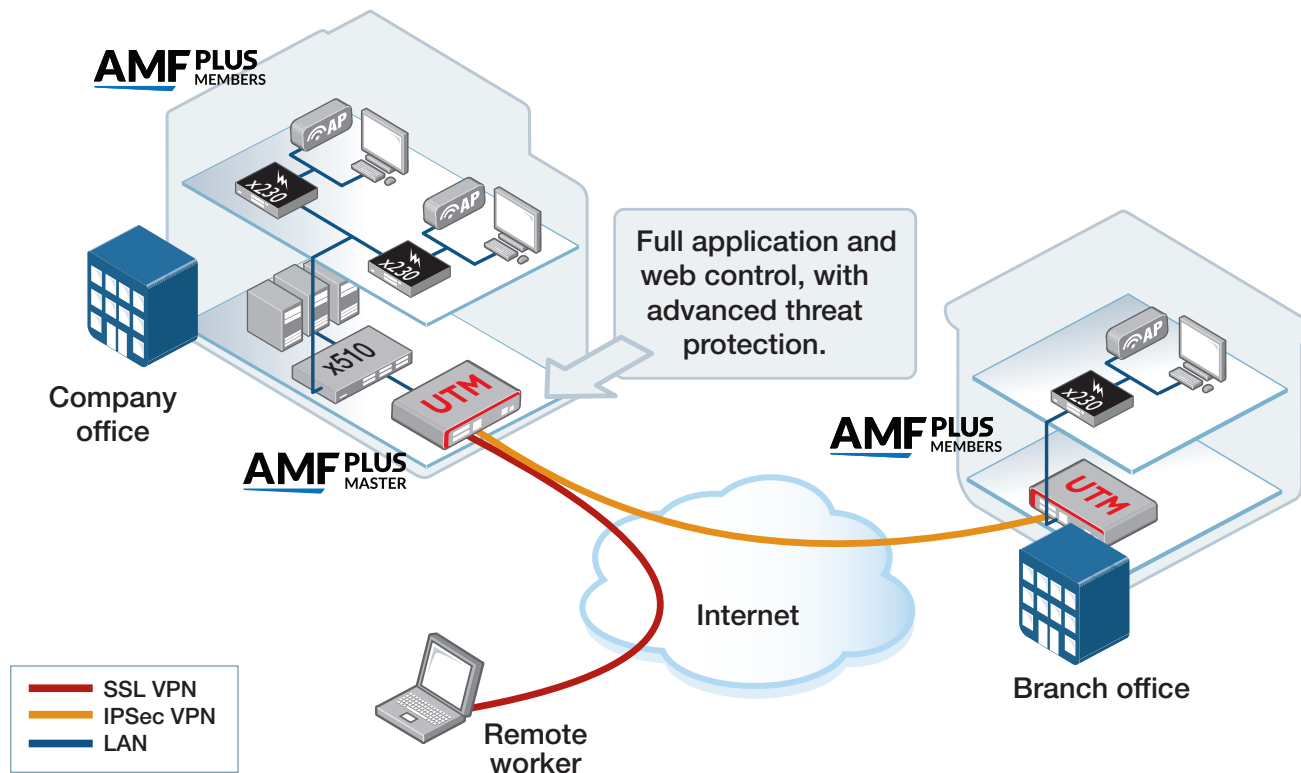 AMF PLUS
MEMBERS
AP
x230
AP
x230
x510
UTM
Full application and
web control, with
advanced threat
protection.
Company
office
AMF PLUS
MASTER
AP
x230
AMF PLUS
MEMBERS
UTM
Internet
Branch office
Remote
worker
SSL VPN
IPSec VPN
LAN